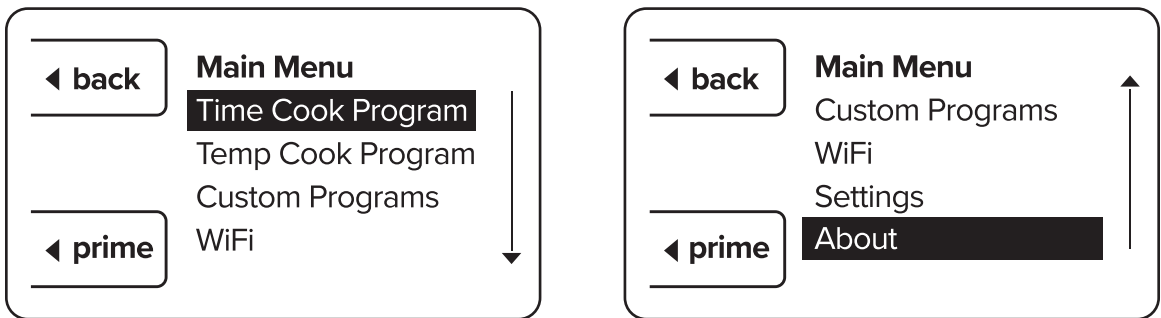 back
Main Menu
Time Cook Program
Temp Cook Program
Custom Programs
prime
WiFi
back
Main Menu
Custom Programs
WiFi
Settings
prime
About